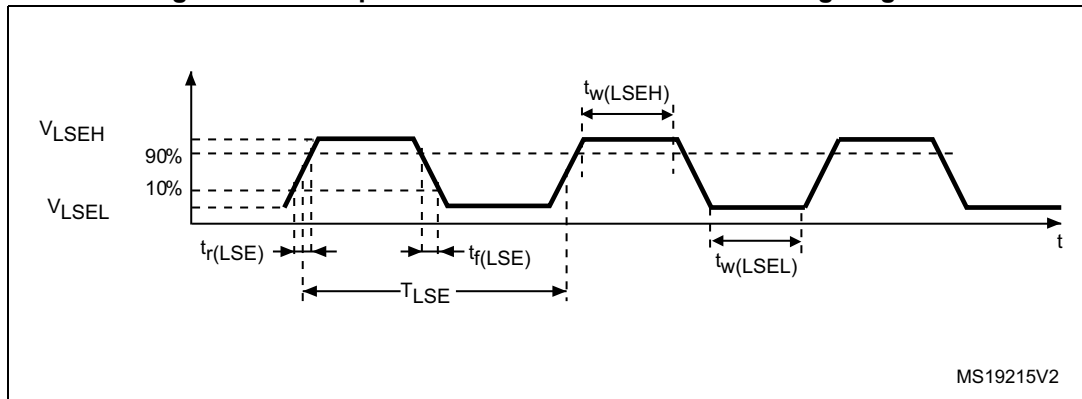 tw(LSEH)
VLSEH
90%
10%
VLSEL
tr(LSE)
tf(LSE)
t
tw(LSEL)
TLSE
MS19215V2